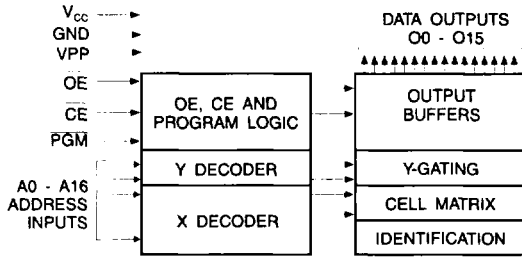 VCC
GND
VPP
OE
CE
PGM
A0 - A16
ADDRESS
INPUTS
OE, CE AND
PROGRAM LOGIC
Y DECODER
X DECODER
DATA OUTPUTS
O0 - O15
OUTPUT
BUFFERS
Y-GATING
CELL MATRIX
IDENTIFICATION